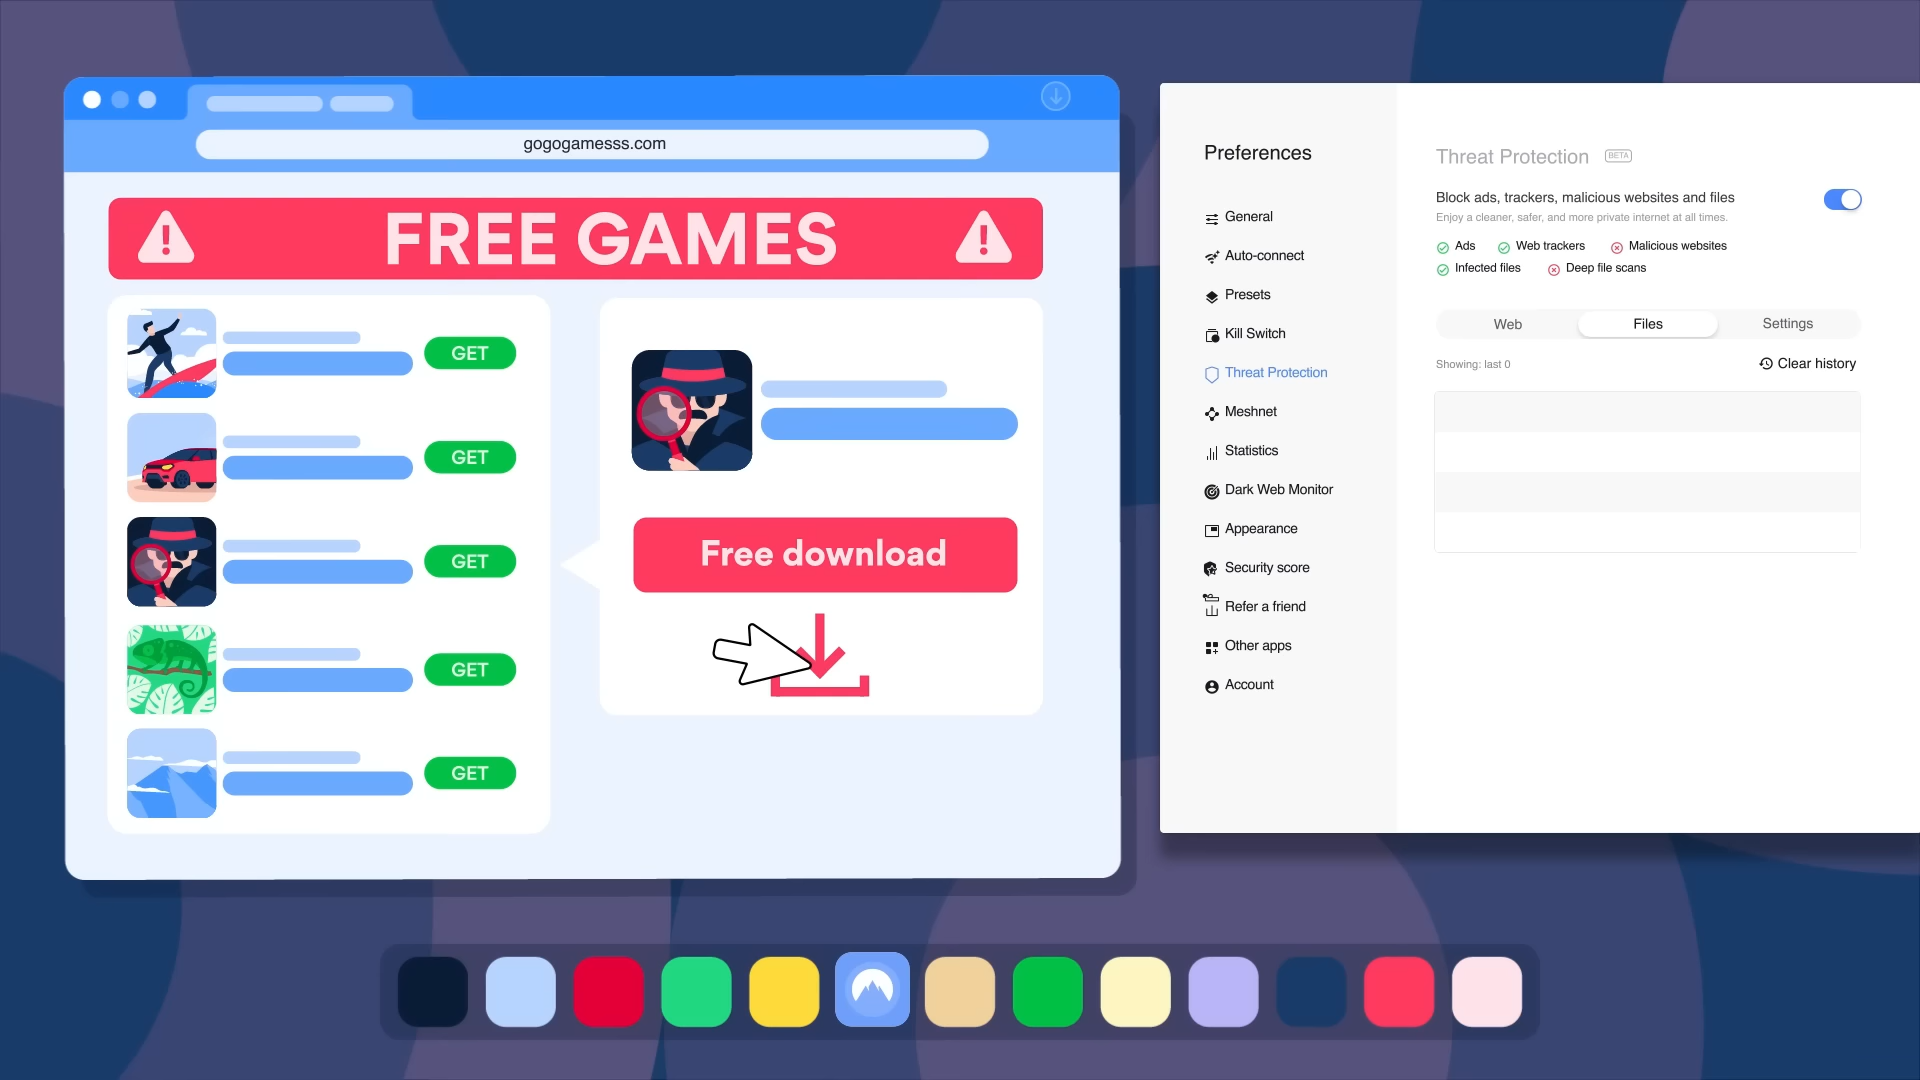 gogogamesss.com
FREE GAMES
GET
GET
GET
GET
GET
Free download
Preferences
General
Auto-connect
Presets
Kill Switch
Threat Protection
Meshnet
Statistics
Dark Web Monitor
Appearance
Security score
Refer a friend
Other apps
Account
Threat Protection BETA
Block ads, trackers, malicious websites and files
Enjoy a cleaner, safer, and more private internet at all times.
Ads Web trackers Malicious websites
Infected files Deep file scans
Web Files Settings
Showing: last 0 Clear history